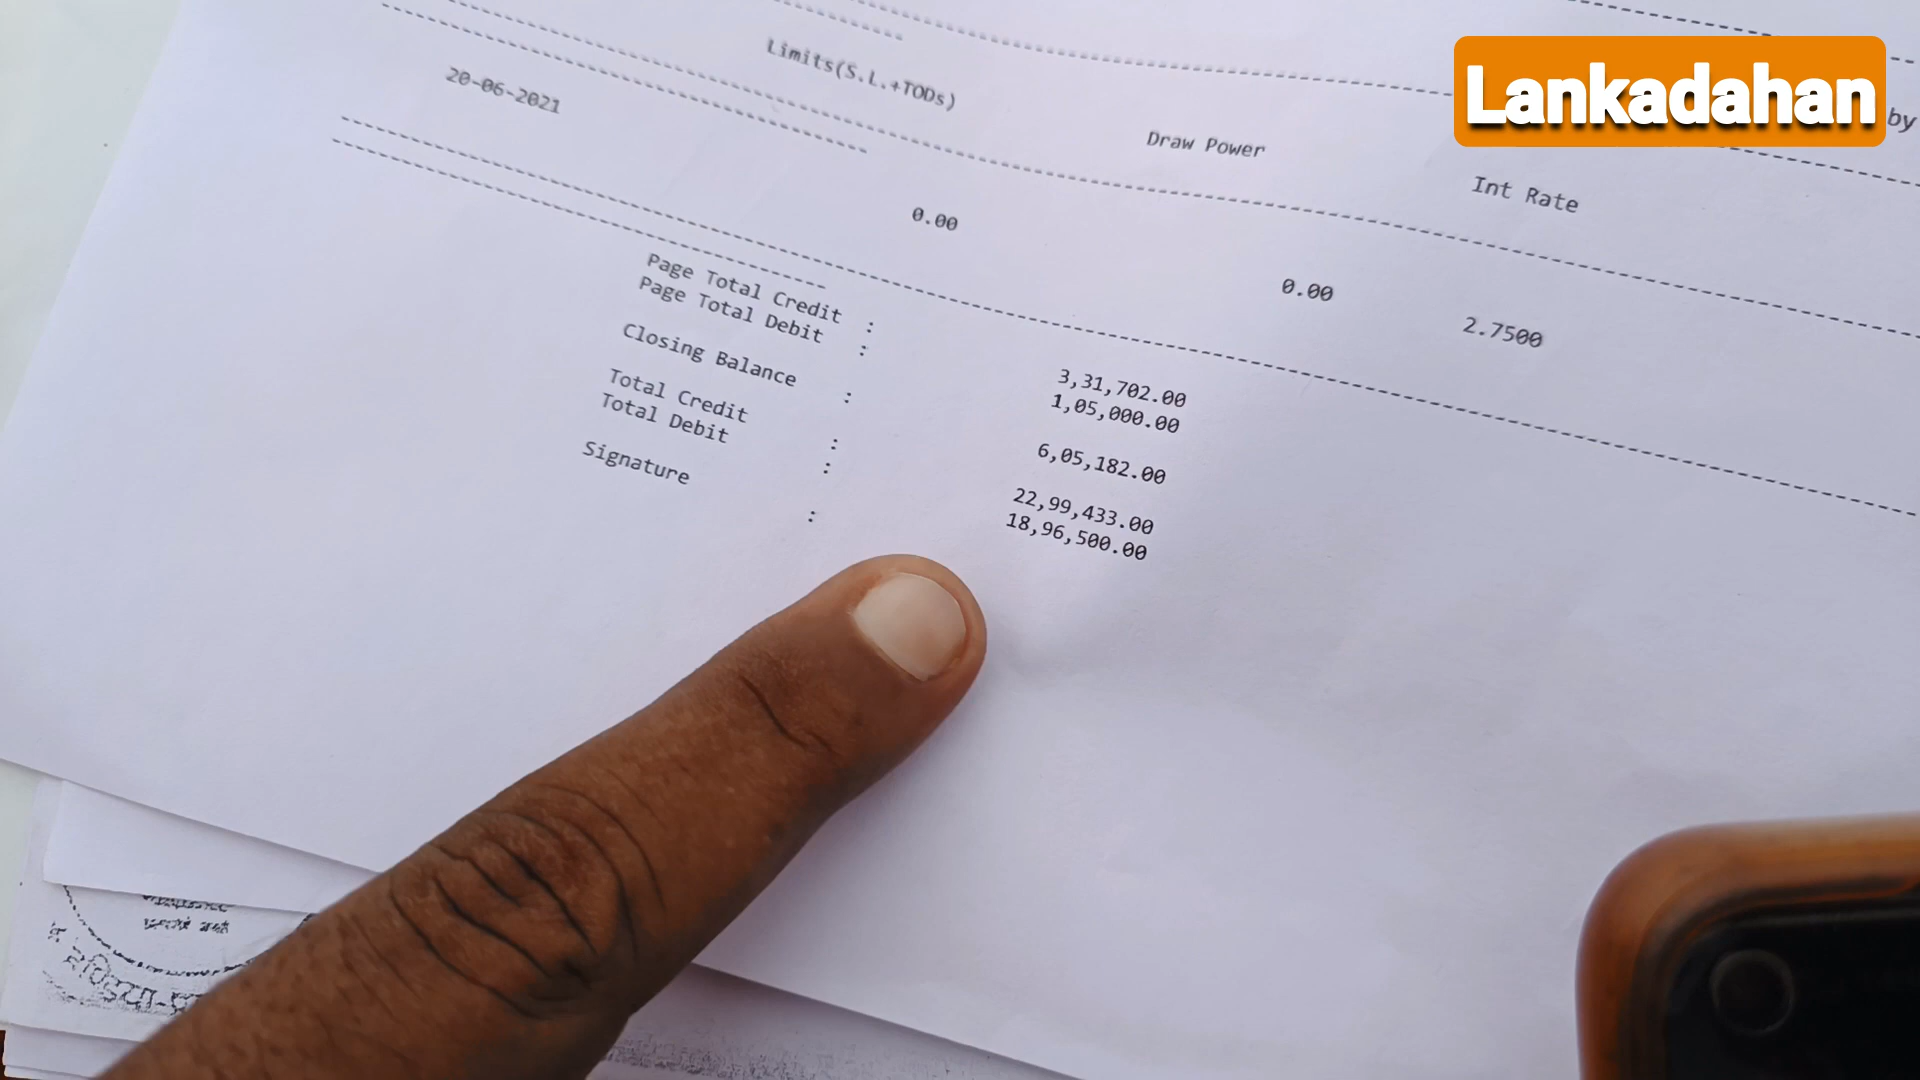 Lankadahan
by
Limits(S.L.+TODs) Draw Power Int Rate
20-06-2021 0.00 0.00 2.7500
Page Total Credit : 3,31,702.00
Page Total Debit : 1,05,000.00
Closing Balance : 6,05,182.00
Total Credit : 22,99,433.00
Total Debit : 18,96,500.00
Signature :